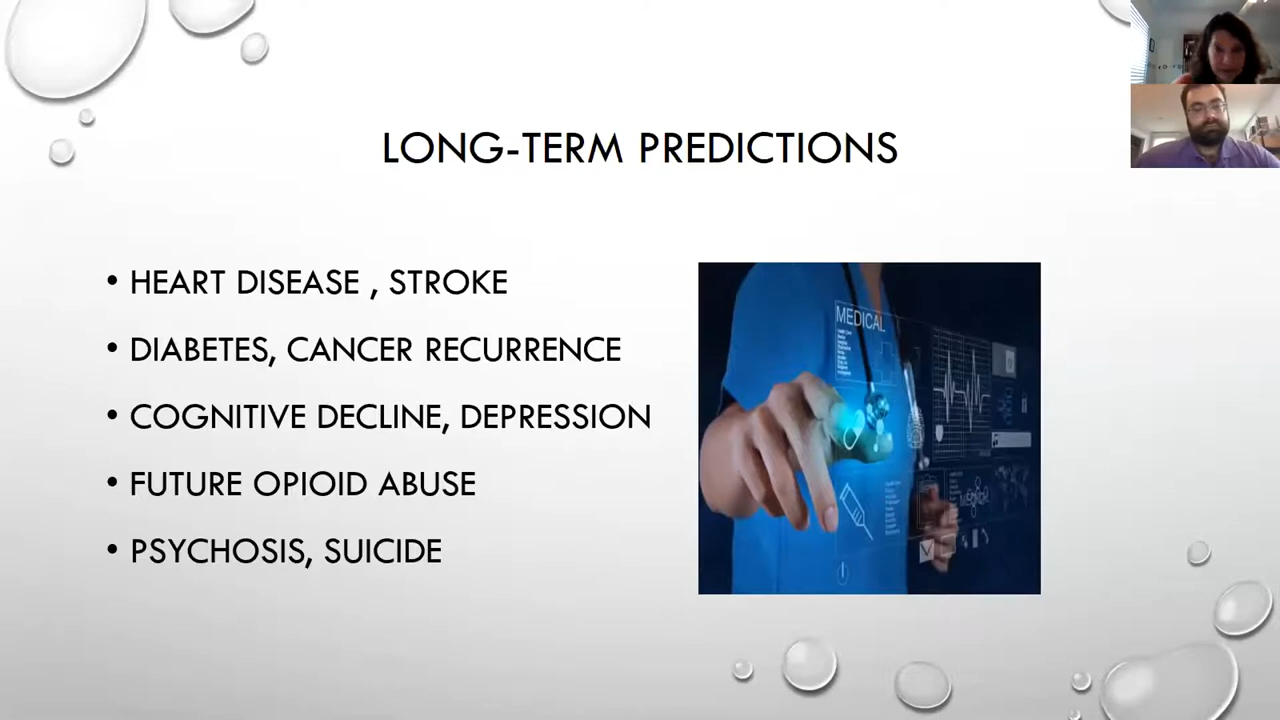 LONG-TERM PREDICTIONS
• HEART DISEASE , STROKE
• DIABETES, CANCER RECURRENCE
• COGNITIVE DECLINE, DEPRESSION
• FUTURE OPIOID ABUSE
• PSYCHOSIS, SUICIDE
MEDICAL